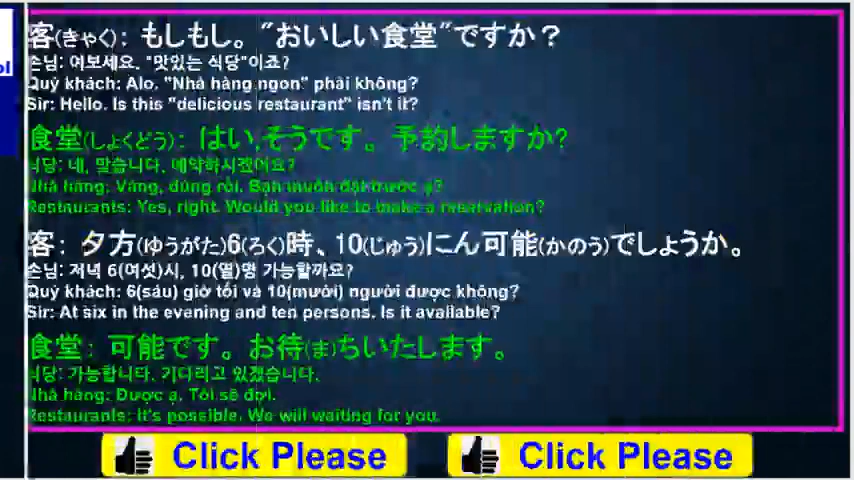 ol
客(きゃく): もしもし。"おいしい食堂"ですか？
손님: 여보세요. "맛있는 식당"이죠?
Quý khách: Alo. "Nhà hàng ngon" phải không?
Sir: Hello. Is this "delicious restaurant" isn't it?
食堂(しょくどう): はい,そうです。予約しますか?
식당: 네, 맞습니다. 예약하시겠어요?
Nhà hàng: Vâng, đúng rồi. Bạn muốn đặt trước ạ?
Restaurants: Yes, right. Would you like to make a reservation?
客: 夕方(ゆうがた)6(ろく)時、10(じゅう)にん可能(かのう)でしょうか。
손님: 저녁 6(여섯)시, 10(열)명 가능할까요?
Quý khách: 6(sáu) giờ tối và 10(mười) người được không?
Sir: At six in the evening and ten persons. Is it available?
食堂: 可能です。お待(ま)ちいたします。
식당: 가능합니다. 기다리고 있겠습니다.
Nhà hàng: Được ạ, Tôi sẽ đợi.
Restaurants: It's possible. We will waiting for you.
Click Please
Click Please